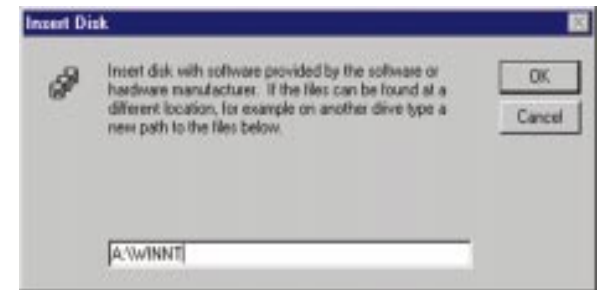 Insert Disk
Insert disk with software provided by the software or
hardware manufacturer. If the files can be found at a
different location, for example on another drive type a
new path to the files below.
OK
Cancel
A:\WINNT